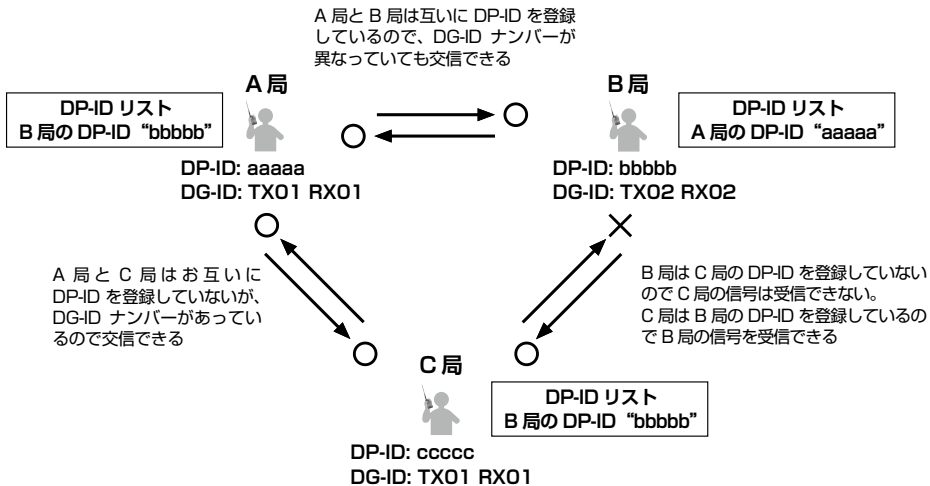 A 局と B 局は互いに DP-ID を登録
しているので、DG-ID ナンバーが
異なっていても交信できる
A 局
DP-ID リスト
B 局の DP-ID “bbbbb”
DP-ID: aaaaa
DG-ID: TX01 RX01
B 局
DP-ID リスト
A 局の DP-ID “aaaaa”
DP-ID: bbbbb
DG-ID: TX02 RX02
A 局と C 局はお互いに
DP-ID を登録していないが、
DG-ID ナンバーがあってい
るので交信できる
B 局は C 局の DP-ID を登録していない
ので C 局の信号は受信できない。
C 局は B 局の DP-ID を登録しているの
で B 局の信号を受信できる
C 局
DP-ID リスト
B 局の DP-ID “bbbbb”
DP-ID: ccccc
DG-ID: TX01 RX01